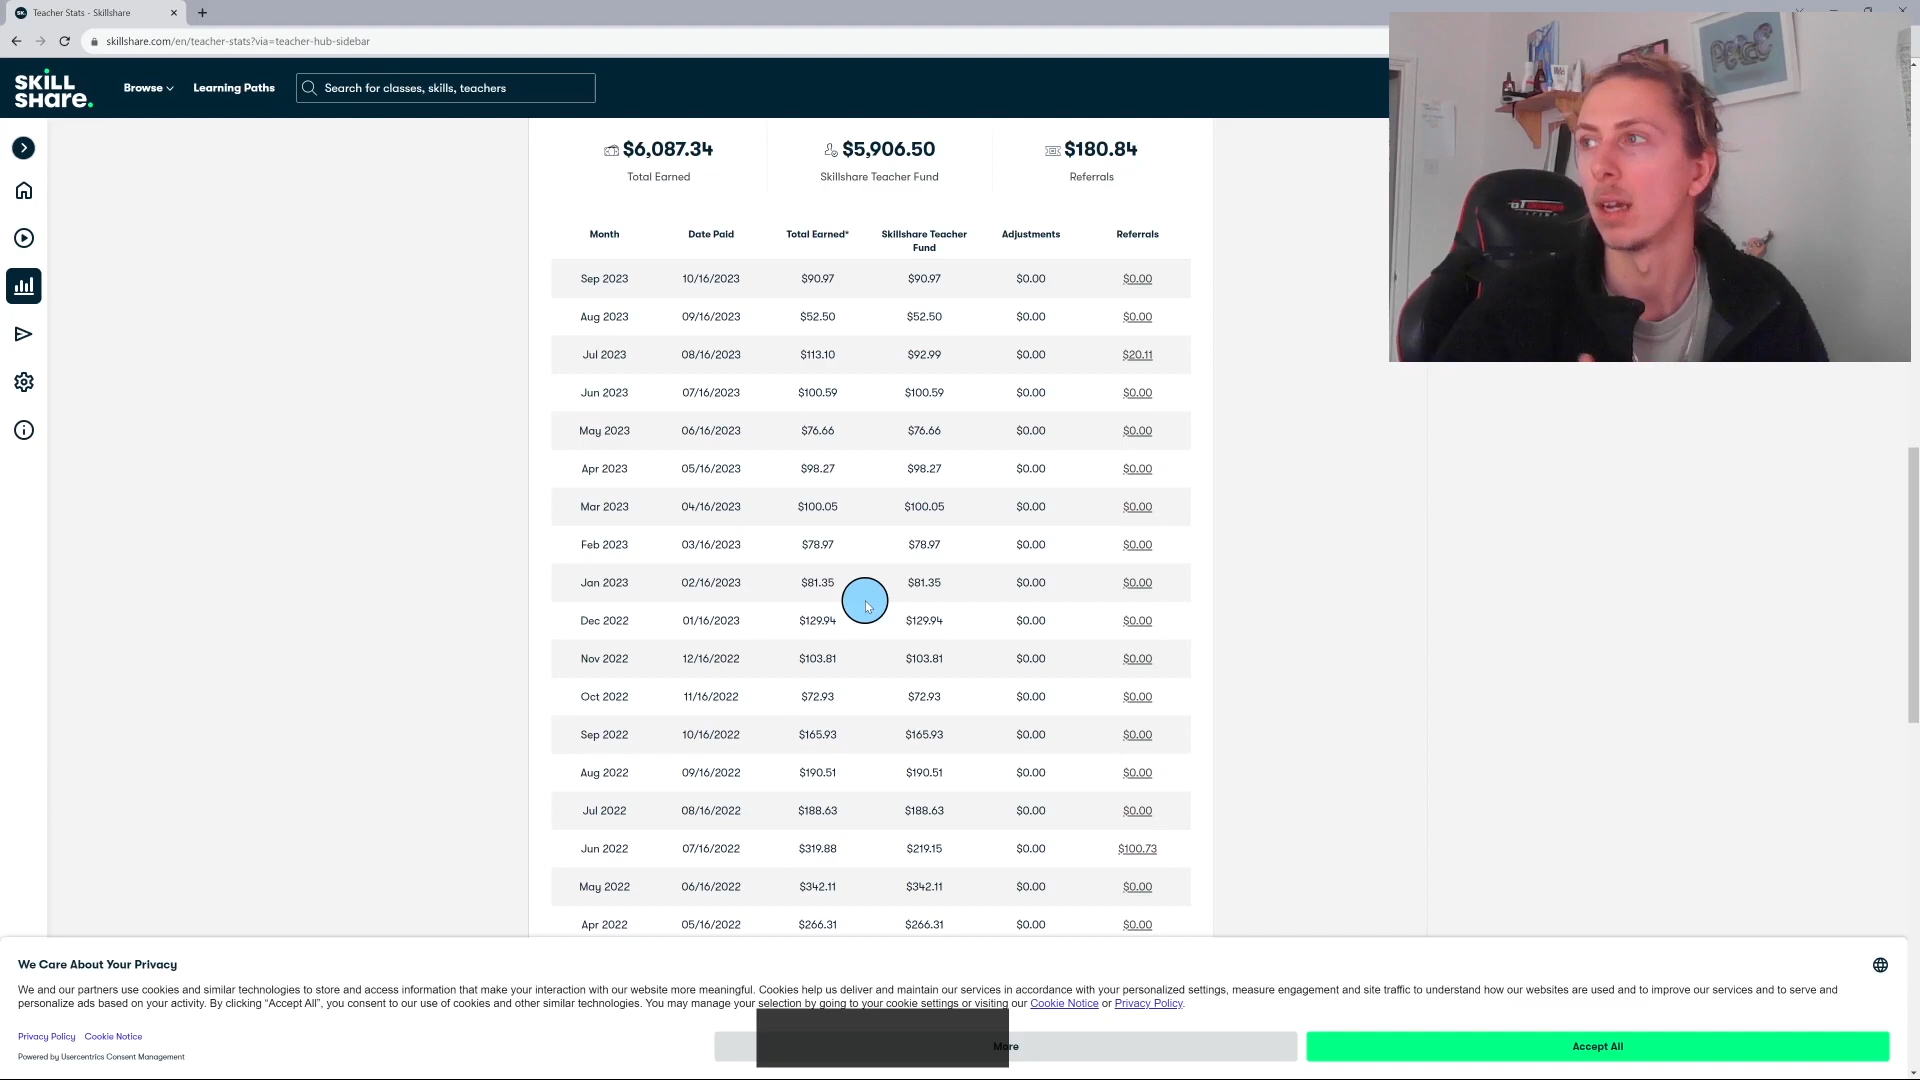 Teacher Stats - Skillshare
skillshare.com/en/teacher-stats?via=teacher-hub-sidebar
SKILL
SHare.
Browse
Learning Paths
Search for classes, skills, teachers
$6,087.34
Total Earned
$5,906.50
Skillshare Teacher Fund
$180.84
Referrals
Month Date Paid Total Earned* Skillshare Teacher Fund Adjustments Referrals
Sep 2023 10/16/2023 $90.97 $90.97 $0.00 $0.00
Aug 2023 09/16/2023 $52.50 $52.50 $0.00 $0.00
Jul 2023 08/16/2023 $113.10 $92.99 $0.00 $20.11
Jun 2023 07/16/2023 $100.59 $100.59 $0.00 $0.00
May 2023 06/16/2023 $76.66 $76.66 $0.00 $0.00
Apr 2023 05/16/2023 $98.27 $98.27 $0.00 $0.00
Mar 2023 04/16/2023 $100.05 $100.05 $0.00 $0.00
Feb 2023 03/16/2023 $78.97 $78.97 $0.00 $0.00
Jan 2023 02/16/2023 $81.35 $81.35 $0.00 $0.00
Dec 2022 01/16/2023 $129.94 $129.94 $0.00 $0.00
Nov 2022 12/16/2022 $103.81 $103.81 $0.00 $0.00
Oct 2022 11/16/2022 $72.93 $72.93 $0.00 $0.00
Sep 2022 10/16/2022 $165.93 $165.93 $0.00 $0.00
Aug 2022 09/16/2022 $190.51 $190.51 $0.00 $0.00
Jul 2022 08/16/2022 $188.63 $188.63 $0.00 $0.00
Jun 2022 07/16/2022 $319.88 $219.15 $0.00 $100.73
May 2022 06/16/2022 $342.11 $342.11 $0.00 $0.00
Apr 2022 05/16/2022 $266.31 $266.31 $0.00 $0.00
We Care About Your Privacy
We and our partners use cookies and similar technologies to store and access information that make your interaction with our website more meaningful. Cookies help us deliver and maintain our services in accordance with your personalized settings, measure engagement and site traffic to understand how our websites are used and to improve our services and to serve and
personalize ads based on your activity. By clicking “Accept All”, you consent to our use of cookies and other similar technologies. You may manage your selection by going to your cookie settings or visiting our Cookie Notice or Privacy Policy.
Privacy Policy Cookie Notice
Powered by Usercentrics Consent Management
More
Accept All